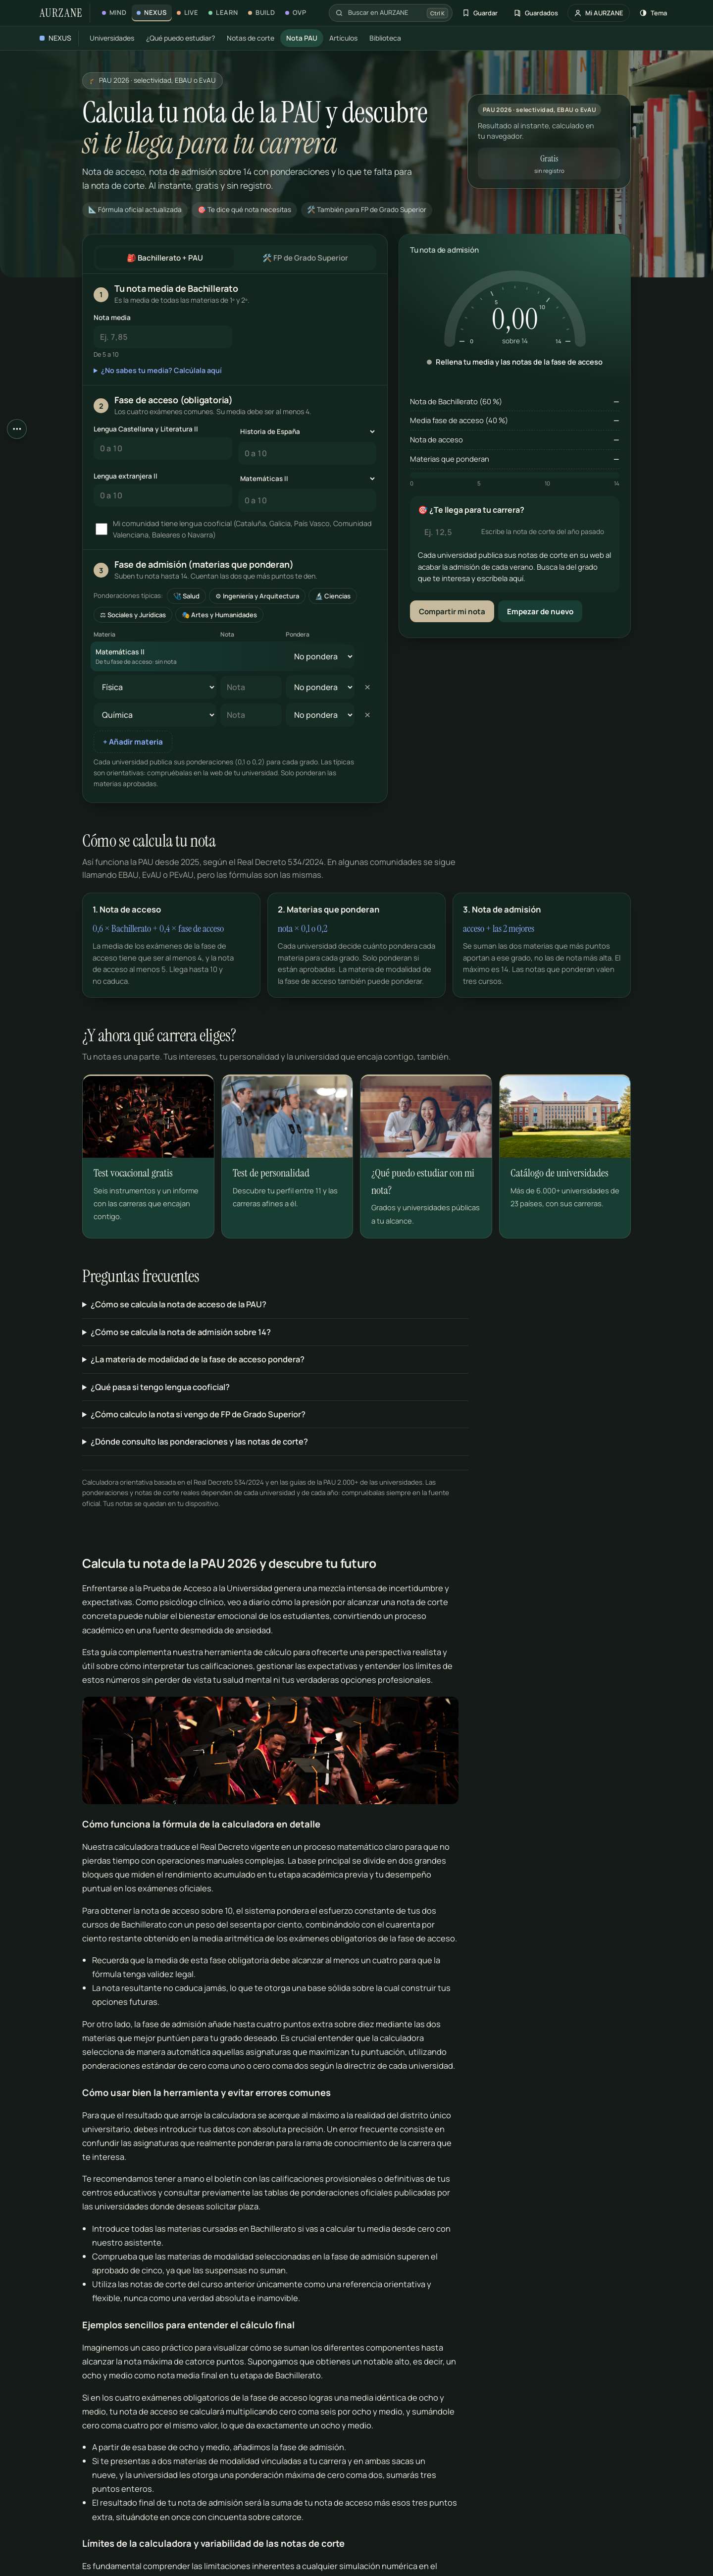 AURZANE
MIND
NEXUS
LIVE
LEARN
BUILD
OVP
Buscar en AURZANE
Ctrl K
Guardar
Guardados
Mi AURZANE
Tema
NEXUS
Universidades
¿Qué puedo estudiar?
Notas de corte
Nota PAU
Artículos
Biblioteca
PAU 2026 · selectividad, EBAU o EvAU
Calcula tu nota de la PAU y descubre
si te llega para tu carrera
Nota de acceso, nota de admisión sobre 14 con ponderaciones y lo que te falta para
la nota de corte. Al instante, gratis y sin registro.
Fórmula oficial actualizada
Te dice qué nota necesitas
También para FP de Grado Superior
PAU 2026 · selectividad, EBAU o EvAU
Resultado al instante, calculado en
tu navegador.
Gratis
sin registro
Bachillerato + PAU
FP de Grado Superior
1
Tu nota media de Bachillerato
Es la media de todas las materias de 1º y 2º.
Nota media
Ej. 7,85
De 5 a 10
¿No sabes tu media? Calcúlala aquí
2
Fase de acceso (obligatoria)
Los cuatro exámenes comunes. Su media debe ser al menos 4.
Lengua Castellana y Literatura II
0 a 10
Historia de España
0 a 10
Lengua extranjera II
0 a 10
Matemáticas II
0 a 10
Mi comunidad tiene lengua cooficial (Cataluña, Galicia, País Vasco, Comunidad
Valenciana, Baleares o Navarra)
3
Fase de admisión (materias que ponderan)
Suben tu nota hasta 14. Cuentan las dos que más puntos te den.
Ponderaciones típicas:
Salud
Ingeniería y Arquitectura
Ciencias
Sociales y Jurídicas
Artes y Humanidades
Materia
Nota
Pondera
Matemáticas II
De tu fase de acceso: sin nota
No pondera
Física
Nota
No pondera
×
Química
Nota
No pondera
×
+ Añadir materia
Cada universidad publica sus ponderaciones (0,1 o 0,2) para cada grado. Las típicas
son orientativas: compruébalas en la web de tu universidad. Solo ponderan las
materias aprobadas.
Tu nota de admisión
0
5
10
14
0,00
sobre 14
Rellena tu media y las notas de la fase de acceso
Nota de Bachillerato (60 %)
—
Media fase de acceso (40 %)
—
Nota de acceso
—
Materias que ponderan
—
0
5
10
14
¿Te llega para tu carrera?
Ej. 12,5
Escribe la nota de corte del año pasado
Cada universidad publica sus notas de corte en su web al
acabar la admisión de cada verano. Busca la del grado
que te interesa y escríbela aquí.
Compartir mi nota
Empezar de nuevo
Cómo se calcula tu nota
Así funciona la PAU desde 2025, según el Real Decreto 534/2024. En algunas comunidades se sigue
llamando EBAU, EvAU o PEvAU, pero las fórmulas son las mismas.
1. Nota de acceso
0,6 × Bachillerato + 0,4 × fase de acceso
La media de los exámenes de la fase de
acceso tiene que ser al menos 4, y la nota
de acceso al menos 5. Llega hasta 10 y
no caduca.
2. Materias que ponderan
nota × 0,1 o 0,2
Cada universidad decide cuánto pondera cada
materia para cada grado. Solo ponderan si
están aprobadas. La materia de modalidad de
la fase de acceso también puede ponderar.
3. Nota de admisión
acceso + las 2 mejores
Se suman las dos materias que más puntos
aportan a ese grado, no las de nota más alta. El
máximo es 14. Las notas que ponderan valen
tres cursos.
¿Y ahora qué carrera eliges?
Tu nota es una parte. Tus intereses, tu personalidad y la universidad que encaja contigo, también.
Test vocacional gratis
Seis instrumentos y un informe
con las carreras que encajan
contigo.
Test de personalidad
Descubre tu perfil entre 11 y las
carreras afines a él.
¿Qué puedo estudiar con mi
nota?
Grados y universidades públicas
a tu alcance.
Catálogo de universidades
Más de 6.000+ universidades de
23 países, con sus carreras.
Preguntas frecuentes
¿Cómo se calcula la nota de acceso de la PAU?
¿Cómo se calcula la nota de admisión sobre 14?
¿La materia de modalidad de la fase de acceso pondera?
¿Qué pasa si tengo lengua cooficial?
¿Cómo calculo la nota si vengo de FP de Grado Superior?
¿Dónde consulto las ponderaciones y las notas de corte?
Calculadora orientativa basada en el Real Decreto 534/2024 y en las guías de la PAU 2.000+ de las universidades. Las
ponderaciones y notas de corte reales dependen de cada universidad y de cada año: compruébalas siempre en la fuente
oficial. Tus notas se quedan en tu dispositivo.
Calcula tu nota de la PAU 2026 y descubre tu futuro
Enfrentarse a la Prueba de Acceso a la Universidad genera una mezcla intensa de incertidumbre y
expectativas. Como psicólogo clínico, veo a diario cómo la presión por alcanzar una nota de corte
concreta puede nublar el bienestar emocional de los estudiantes, convirtiendo un proceso
académico en una fuente desmedida de ansiedad.
Esta guía complementa nuestra herramienta de cálculo para ofrecerte una perspectiva realista y
útil sobre cómo interpretar tus calificaciones, gestionar las expectativas y entender los límites de
estos números sin perder de vista tu salud mental ni tus verdaderas opciones profesionales.
Cómo funciona la fórmula de la calculadora en detalle
Nuestra calculadora traduce el Real Decreto vigente en un proceso matemático claro para que no
pierdas tiempo con operaciones manuales complejas. La base principal se divide en dos grandes
bloques que miden el rendimiento acumulado en tu etapa académica previa y tu desempeño
puntual en los exámenes oficiales.
Para obtener la nota de acceso sobre 10, el sistema pondera el esfuerzo constante de tus dos
cursos de Bachillerato con un peso del sesenta por ciento, combinándolo con el cuarenta por
ciento restante obtenido en la media aritmética de los exámenes obligatorios de la fase de acceso.
Recuerda que la media de esta fase obligatoria debe alcanzar al menos un cuatro para que la
fórmula tenga validez legal.
La nota resultante no caduca jamás, lo que te otorga una base sólida sobre la cual construir tus
opciones futuras.
Por otro lado, la fase de admisión añade hasta cuatro puntos extra sobre diez mediante las dos
materias que mejor puntúen para tu grado deseado. Es crucial entender que la calculadora
selecciona de manera automática aquellas asignaturas que maximizan tu puntuación, utilizando
ponderaciones estándar de cero coma uno o cero coma dos según la directriz de cada universidad.
Cómo usar bien la herramienta y evitar errores comunes
Para que el resultado que arroje la calculadora se acerque al máximo a la realidad del distrito único
universitario, debes introducir tus datos con absoluta precisión. Un error frecuente consiste en
confundir las asignaturas que realmente ponderan para la rama de conocimiento de la carrera que
te interesa.
Te recomendamos tener a mano el boletín con las calificaciones provisionales o definitivas de tus
centros educativos y consultar previamente las tablas de ponderaciones oficiales publicadas por
las universidades donde deseas solicitar plaza.
Introduce todas las materias cursadas en Bachillerato si vas a calcular tu media desde cero con
nuestro asistente.
Comprueba que las materias de modalidad seleccionadas en la fase de admisión superen el
aprobado de cinco, ya que las suspensas no suman.
Utiliza las notas de corte del curso anterior únicamente como una referencia orientativa y
flexible, nunca como una verdad absoluta e inamovible.
Ejemplos sencillos para entender el cálculo final
Imaginemos un caso práctico para visualizar cómo se suman los diferentes componentes hasta
alcanzar la nota máxima de catorce puntos. Supongamos que obtienes un notable alto, es decir, un
ocho y medio como nota media final en tu etapa de Bachillerato.
Si en los cuatro exámenes obligatorios de la fase de acceso logras una media idéntica de ocho y
medio, tu nota de acceso se calculará multiplicando cero coma seis por ocho y medio, y sumándole
cero coma cuatro por el mismo valor, lo que da exactamente un ocho y medio.
A partir de esa base de ocho y medio, añadimos la fase de admisión.
Si te presentas a dos materias de modalidad vinculadas a tu carrera y en ambas sacas un
nueve, y la universidad les otorga una ponderación máxima de cero coma dos, sumarás tres
puntos enteros.
El resultado final de tu nota de admisión será la suma de tu nota de acceso más esos tres puntos
extra, situándote en once con cincuenta sobre catorce.
Límites de la calculadora y variabilidad de las notas de corte
Es fundamental comprender las limitaciones inherentes a cualquier simulación numérica en el